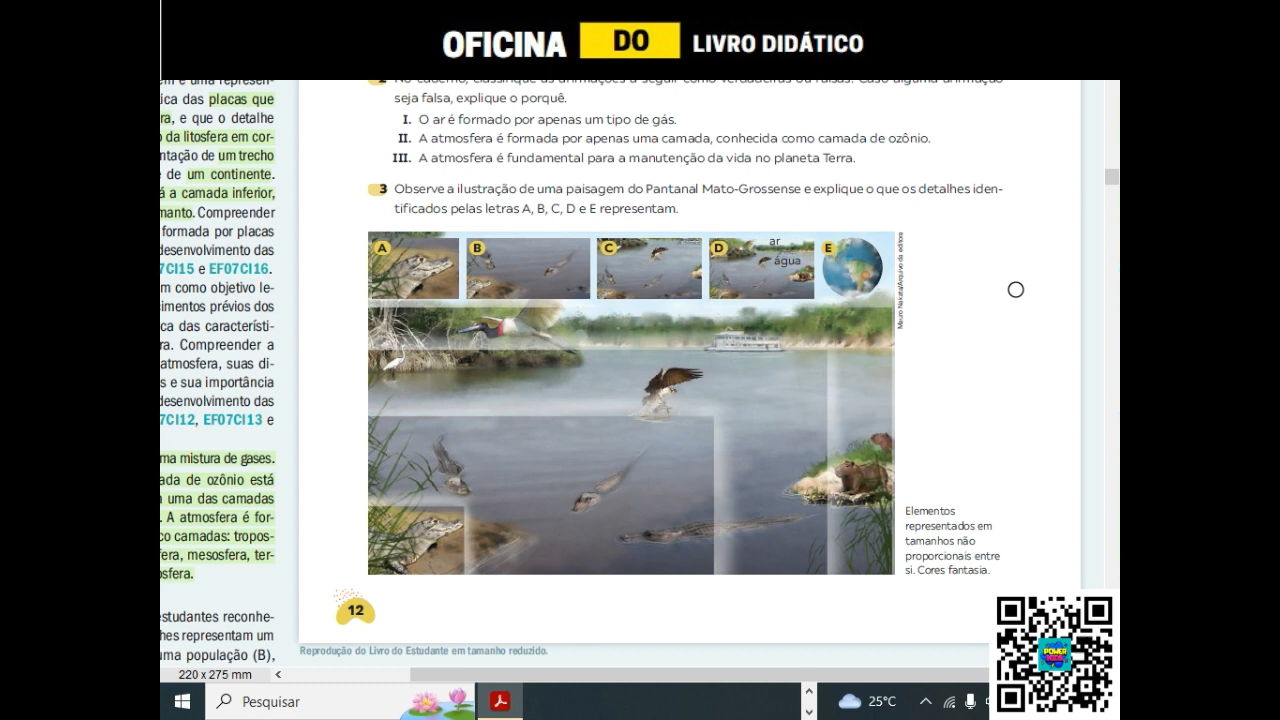 OFICINA DO LIVRO DIDÁTICO
ica das placas que
ra, e que o detalhe
da litosfera em cor-
ntação de um trecho
de um continente.
á a camada inferior,
manto. Compreender
formada por placas
desenvolvimento das
7CI15 e EF07CI16.
m como objetivo le-
imentos prévios dos
ca das característi-
ra. Compreender a
atmosfera, suas di-
s e sua importância
desenvolvimento das
7CI12, EF07CI13 e
ma mistura de gases.
ada de ozônio está
uma das camadas
. A atmosfera é for-
co camadas: tropos-
fera, mesosfera, ter-
osfera.
estudantes reconhe-
hes representam um
uma população (B),
seja falsa, explique o porquê.
I. O ar é formado por apenas um tipo de gás.
II. A atmosfera é formada por apenas uma camada, conhecida como camada de ozônio.
III. A atmosfera é fundamental para a manutenção da vida no planeta Terra.
3 Observe a ilustração de uma paisagem do Pantanal Mato-Grossense e explique o que os detalhes iden-
tificados pelas letras A, B, C, D e E representam.
A B C D E
ar
água
Mauro Nakata/Arquivo da editora
Elementos
representados em
tamanhos não
proporcionais entre
si. Cores fantasia.
12
Reprodução do Livro do Estudante em tamanho reduzido.
220 x 275 mm
Pesquisar
25°C
POWER